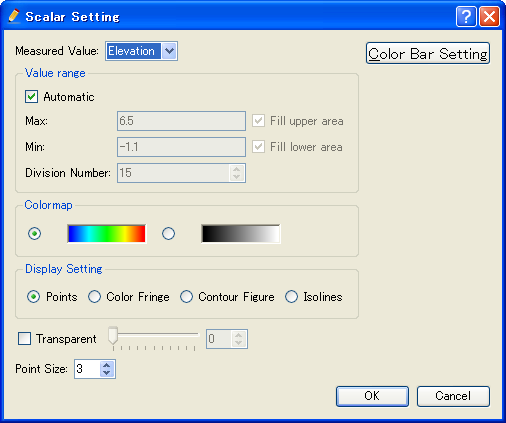 Scalar Setting
Measured Value: Elevation
Color Bar Setting
Value range
Automatic
Max: 6.5 Fill upper area
Min: -1.1 Fill lower area
Division Number: 15
Colormap
Display Setting
Points Color Fringe Contour Figure Isolines
Transparent 0
Point Size: 3
OK Cancel